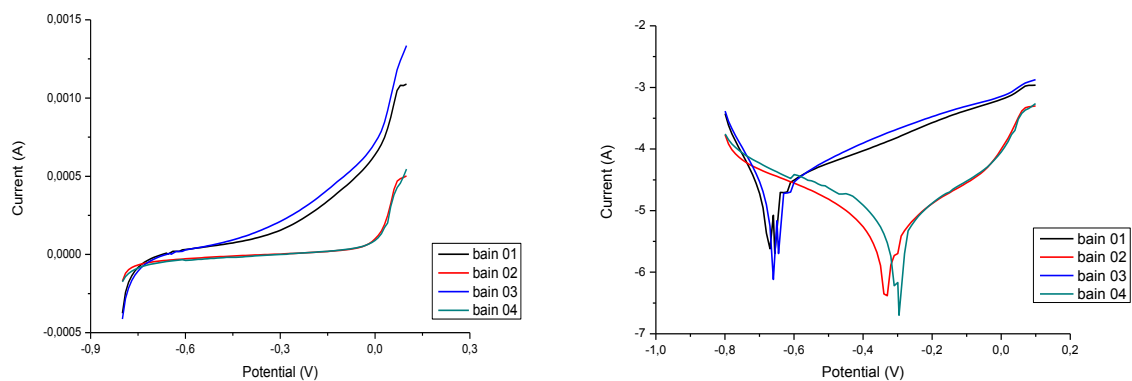 0,0015
0,0010
0,0005
0,0000
-0,0005
-0,9
-0,6
-0,3
0,0
0,3
Current (A)
Potential (V)
bain 01
bain 02
bain 03
bain 04
-2
-3
-4
-5
-6
-7
-1,0
-0,8
-0,6
-0,4
-0,2
0,0
0,2
Current (A)
Potential (V)
bain 01
bain 02
bain 03
bain 04